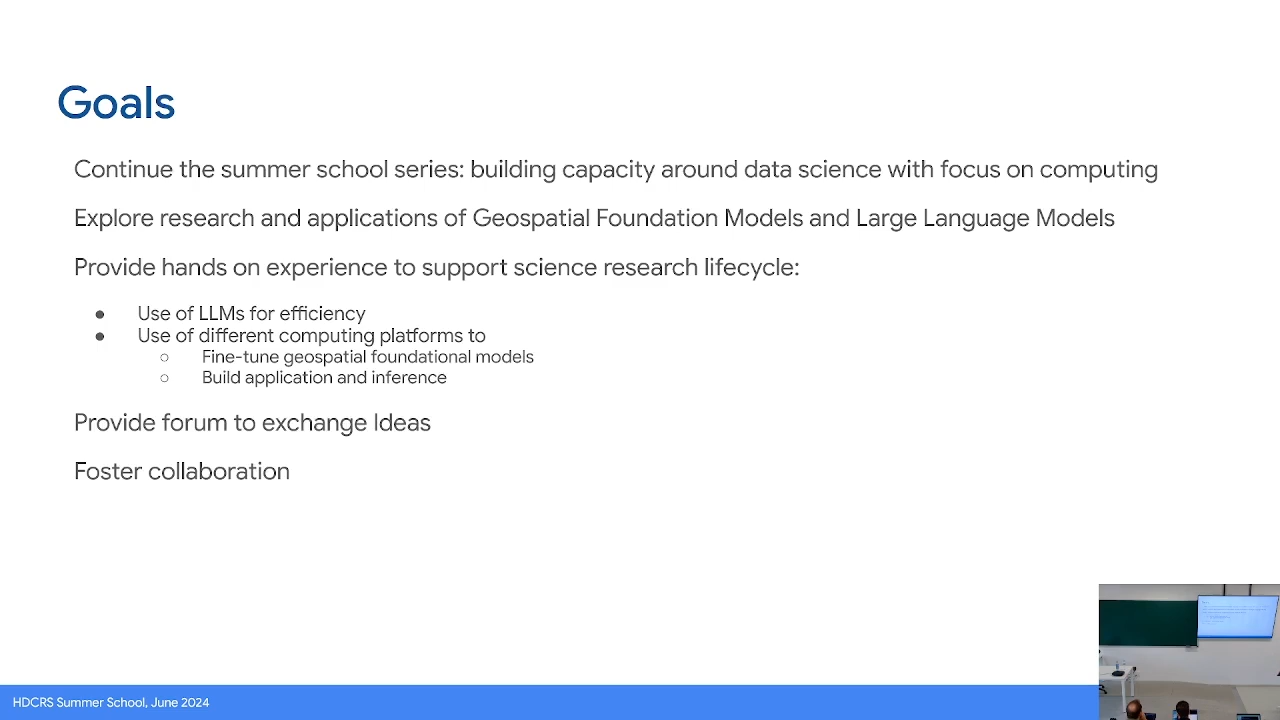 Goals
Continue the summer school series: building capacity around data science with focus on computing
Explore research and applications of Geospatial Foundation Models and Large Language Models
Provide hands on experience to support science research lifecycle:
● Use of LLMs for efficiency
● Use of different computing platforms to
○ Fine-tune geospatial foundational models
○ Build application and inference
Provide forum to exchange Ideas
Foster collaboration
HDCRS Summer School, June 2024